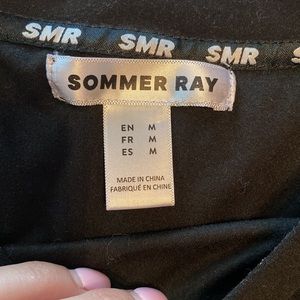 SMR SMR SMR SMR
SOMMER RAY
EN M
FR M
ES M
MADE IN CHINA
FABRIQUÉ EN CHINE